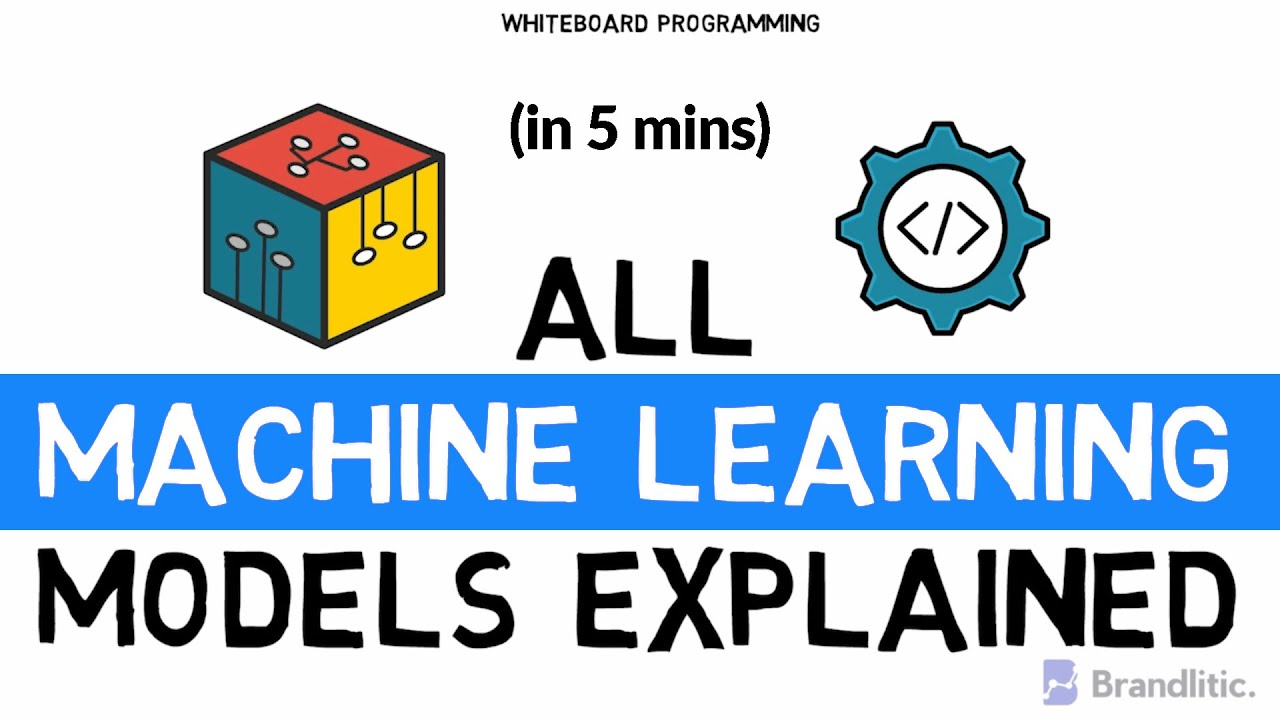 WHITEBOARD PROGRAMMING
(in 5 mins)
</>
ALL
MACHINE LEARNING
MODELS EXPLAINED
Brandlitic.